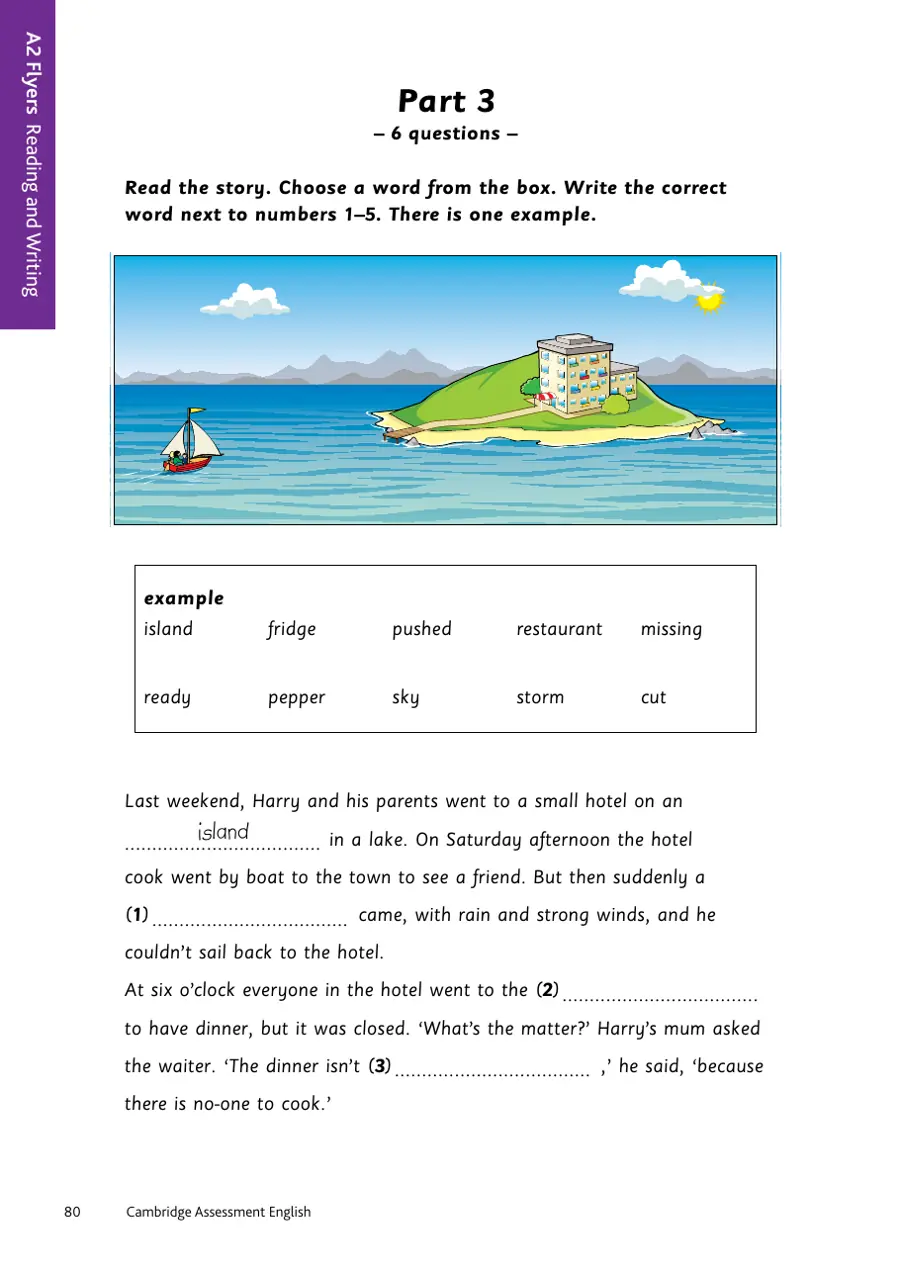 A2 Flyers Reading and Writing
Part 3
– 6 questions –
Read the story. Choose a word from the box. Write the correct
word next to numbers 1–5. There is one example.
example
island fridge pushed restaurant missing
ready pepper sky storm cut
Last weekend, Harry and his parents went to a small hotel on an
island in a lake. On Saturday afternoon the hotel
cook went by boat to the town to see a friend. But then suddenly a
(1) .................................... came, with rain and strong winds, and he
couldn’t sail back to the hotel.
At six o’clock everyone in the hotel went to the (2) ....................................
to have dinner, but it was closed. ‘What’s the matter?’ Harry’s mum asked
the waiter. ‘The dinner isn’t (3) .................................... ,’ he said, ‘because
there is no-one to cook.’
80 Cambridge Assessment English